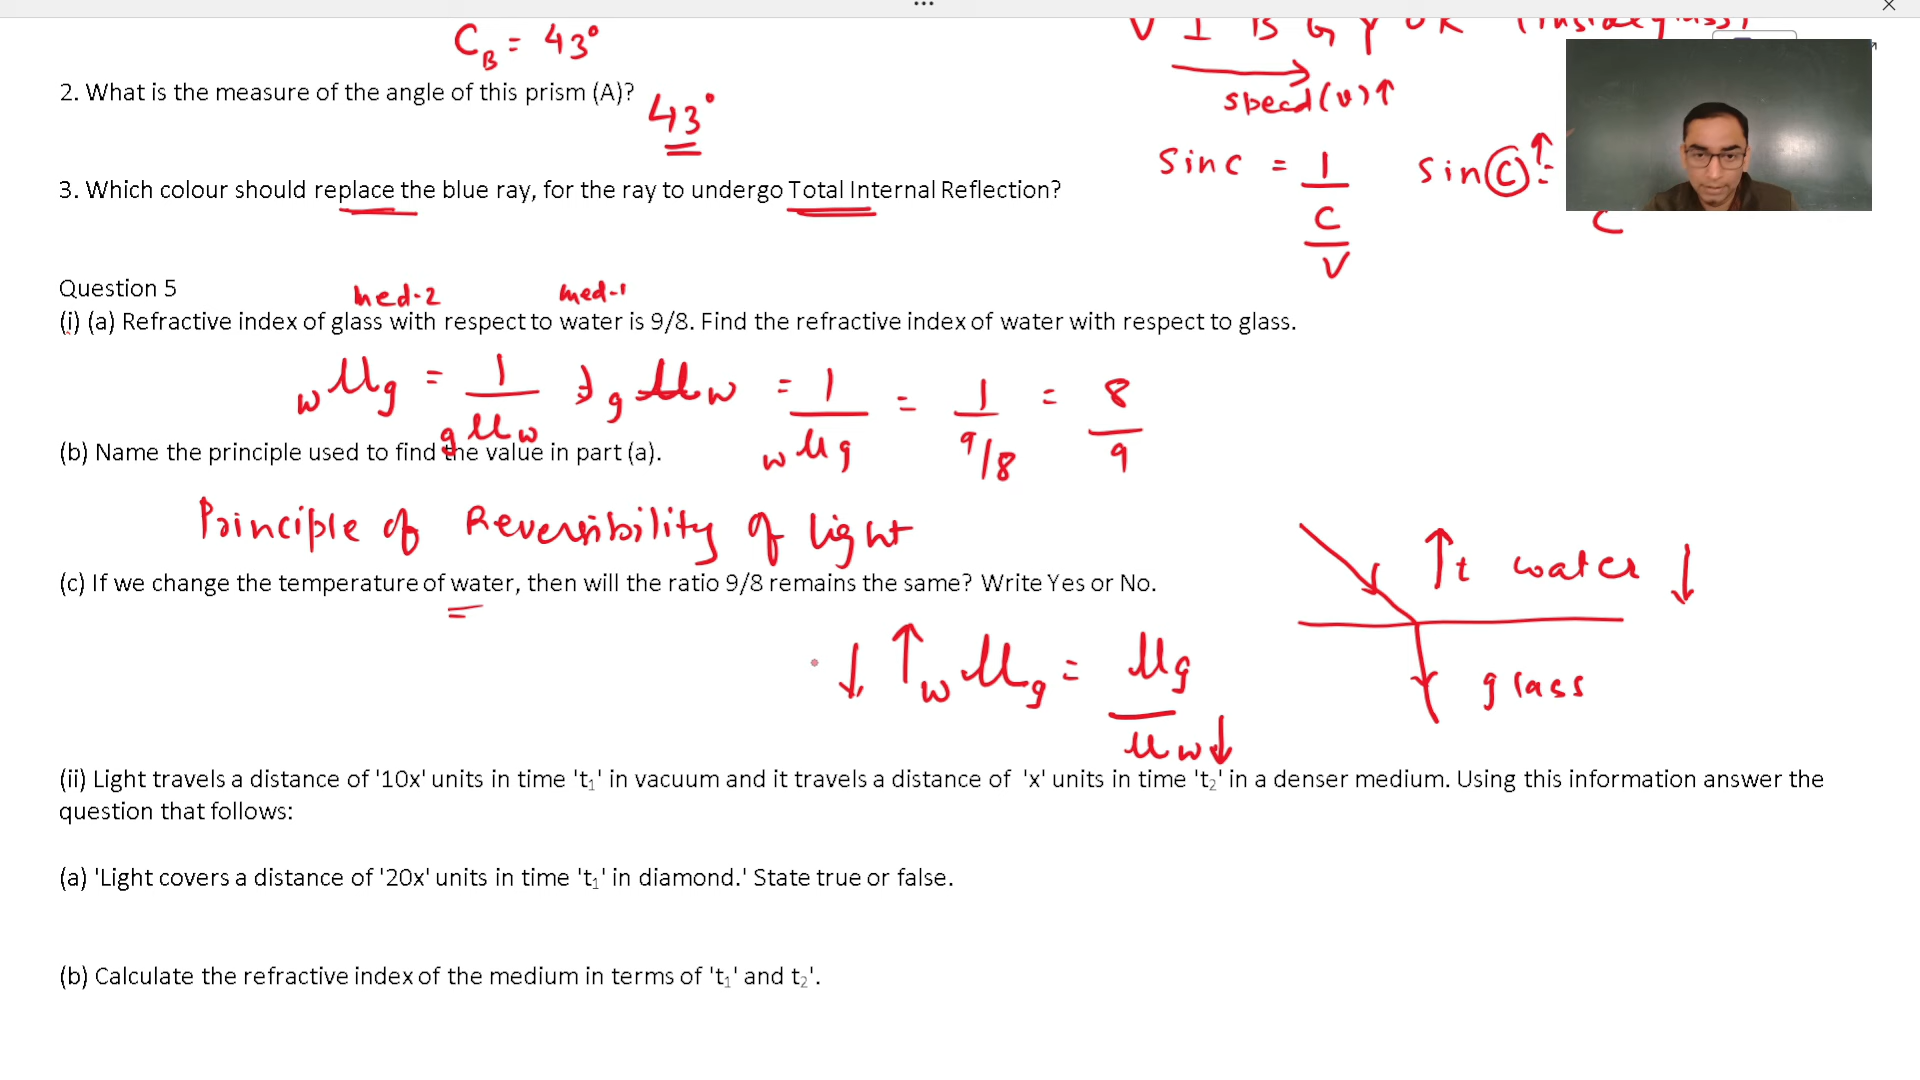 C_B = 43°
V I B G Y O R (inside glass)
speed(v)↑
2. What is the measure of the angle of this prism (A)? 43°
sin c = 1 / C / V
sin c ↑ =
C
3. Which colour should replace the blue ray, for the ray to undergo Total Internal Reflection?
Question 5
med-2 med-1
(i) (a) Refractive index of glass with respect to water is 9/8. Find the refractive index of water with respect to glass.
wμg = 1 / gμw ⇒ gμw = 1 / wμg = 1 / 9/8 = 8 / 9
(b) Name the principle used to find the value in part (a).
Principle of Reversibility of light
(c) If we change the temperature of water, then will the ratio 9/8 remains the same? Write Yes or No.
↑t water ↓
glass
↓ ↑ wμg = μg / μw↓
(ii) Light travels a distance of '10x' units in time 't₁' in vacuum and it travels a distance of 'x' units in time 't₂' in a denser medium. Using this information answer the
question that follows:
(a) 'Light covers a distance of '20x' units in time 't₁' in diamond.' State true or false.
(b) Calculate the refractive index of the medium in terms of 't₁' and t₂'.